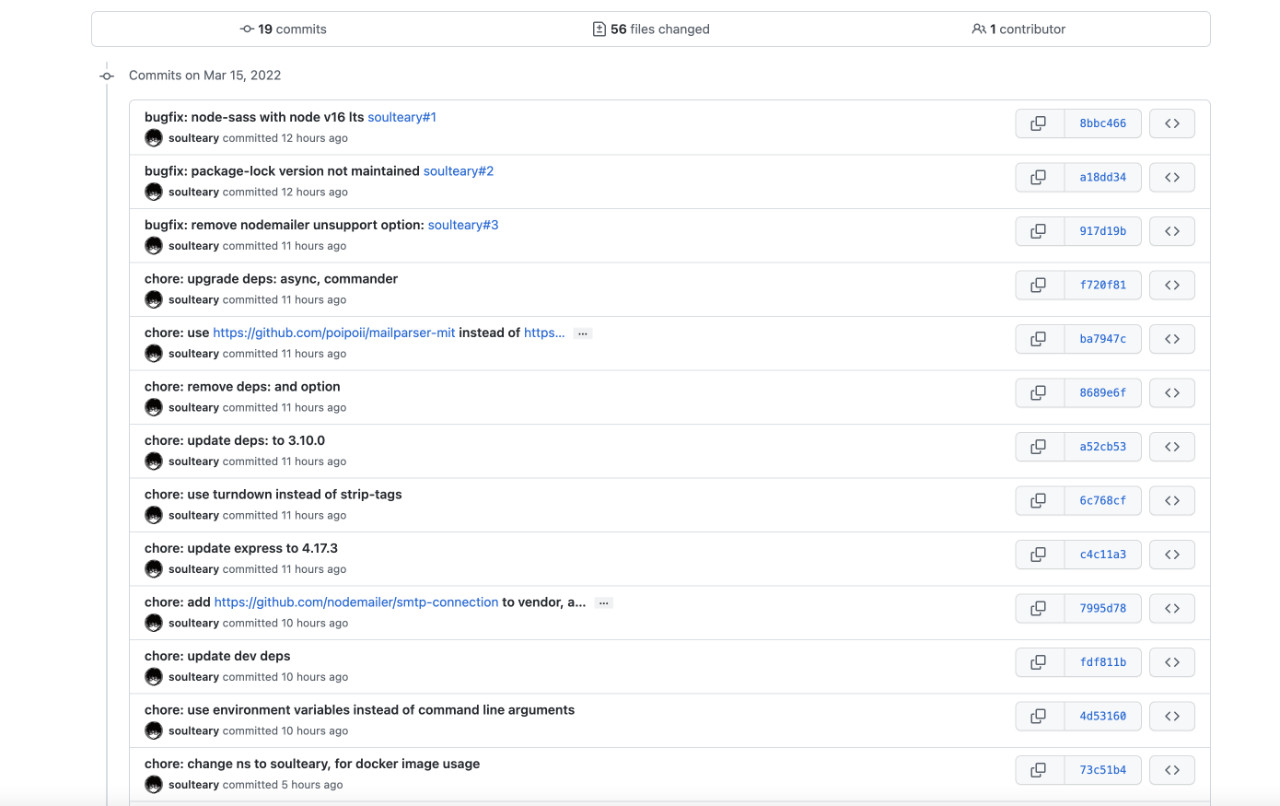 19 commits
56 files changed
1 contributor
Commits on Mar 15, 2022
bugfix: node-sass with node v16 lts soulteary#1
soulteary committed 12 hours ago
8bbc466
bugfix: package-lock version not maintained soulteary#2
soulteary committed 12 hours ago
a18dd34
bugfix: remove nodemailer unsupport option: soulteary#3
soulteary committed 11 hours ago
917d19b
chore: upgrade deps: async, commander
soulteary committed 11 hours ago
f720f81
chore: use https://github.com/poipoii/mailparser-mit instead of https... …
soulteary committed 11 hours ago
ba7947c
chore: remove deps: and option
soulteary committed 11 hours ago
8689e6f
chore: update deps: to 3.10.0
soulteary committed 11 hours ago
a52cb53
chore: use turndown instead of strip-tags
soulteary committed 11 hours ago
6c768cf
chore: update express to 4.17.3
soulteary committed 11 hours ago
c4c11a3
chore: add https://github.com/nodemailer/smtp-connection to vendor, a... …
soulteary committed 10 hours ago
7995d78
chore: update dev deps
soulteary committed 10 hours ago
fdf811b
chore: use environment variables instead of command line arguments
soulteary committed 10 hours ago
4d53160
chore: change ns to soulteary, for docker image usage
soulteary committed 5 hours ago
73c51b4